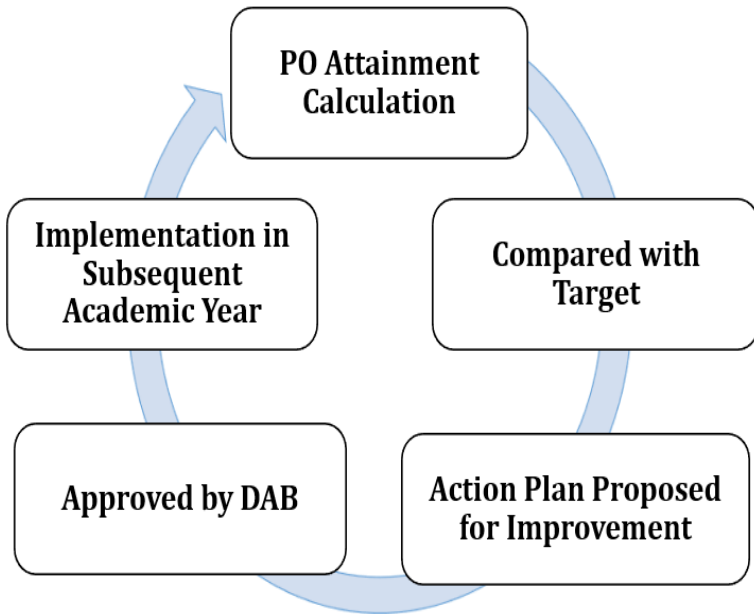 PO Attainment
Calculation
Compared with
Target
Action Plan Proposed
for Improvement
Approved by DAB
Implementation in
Subsequent
Academic Year